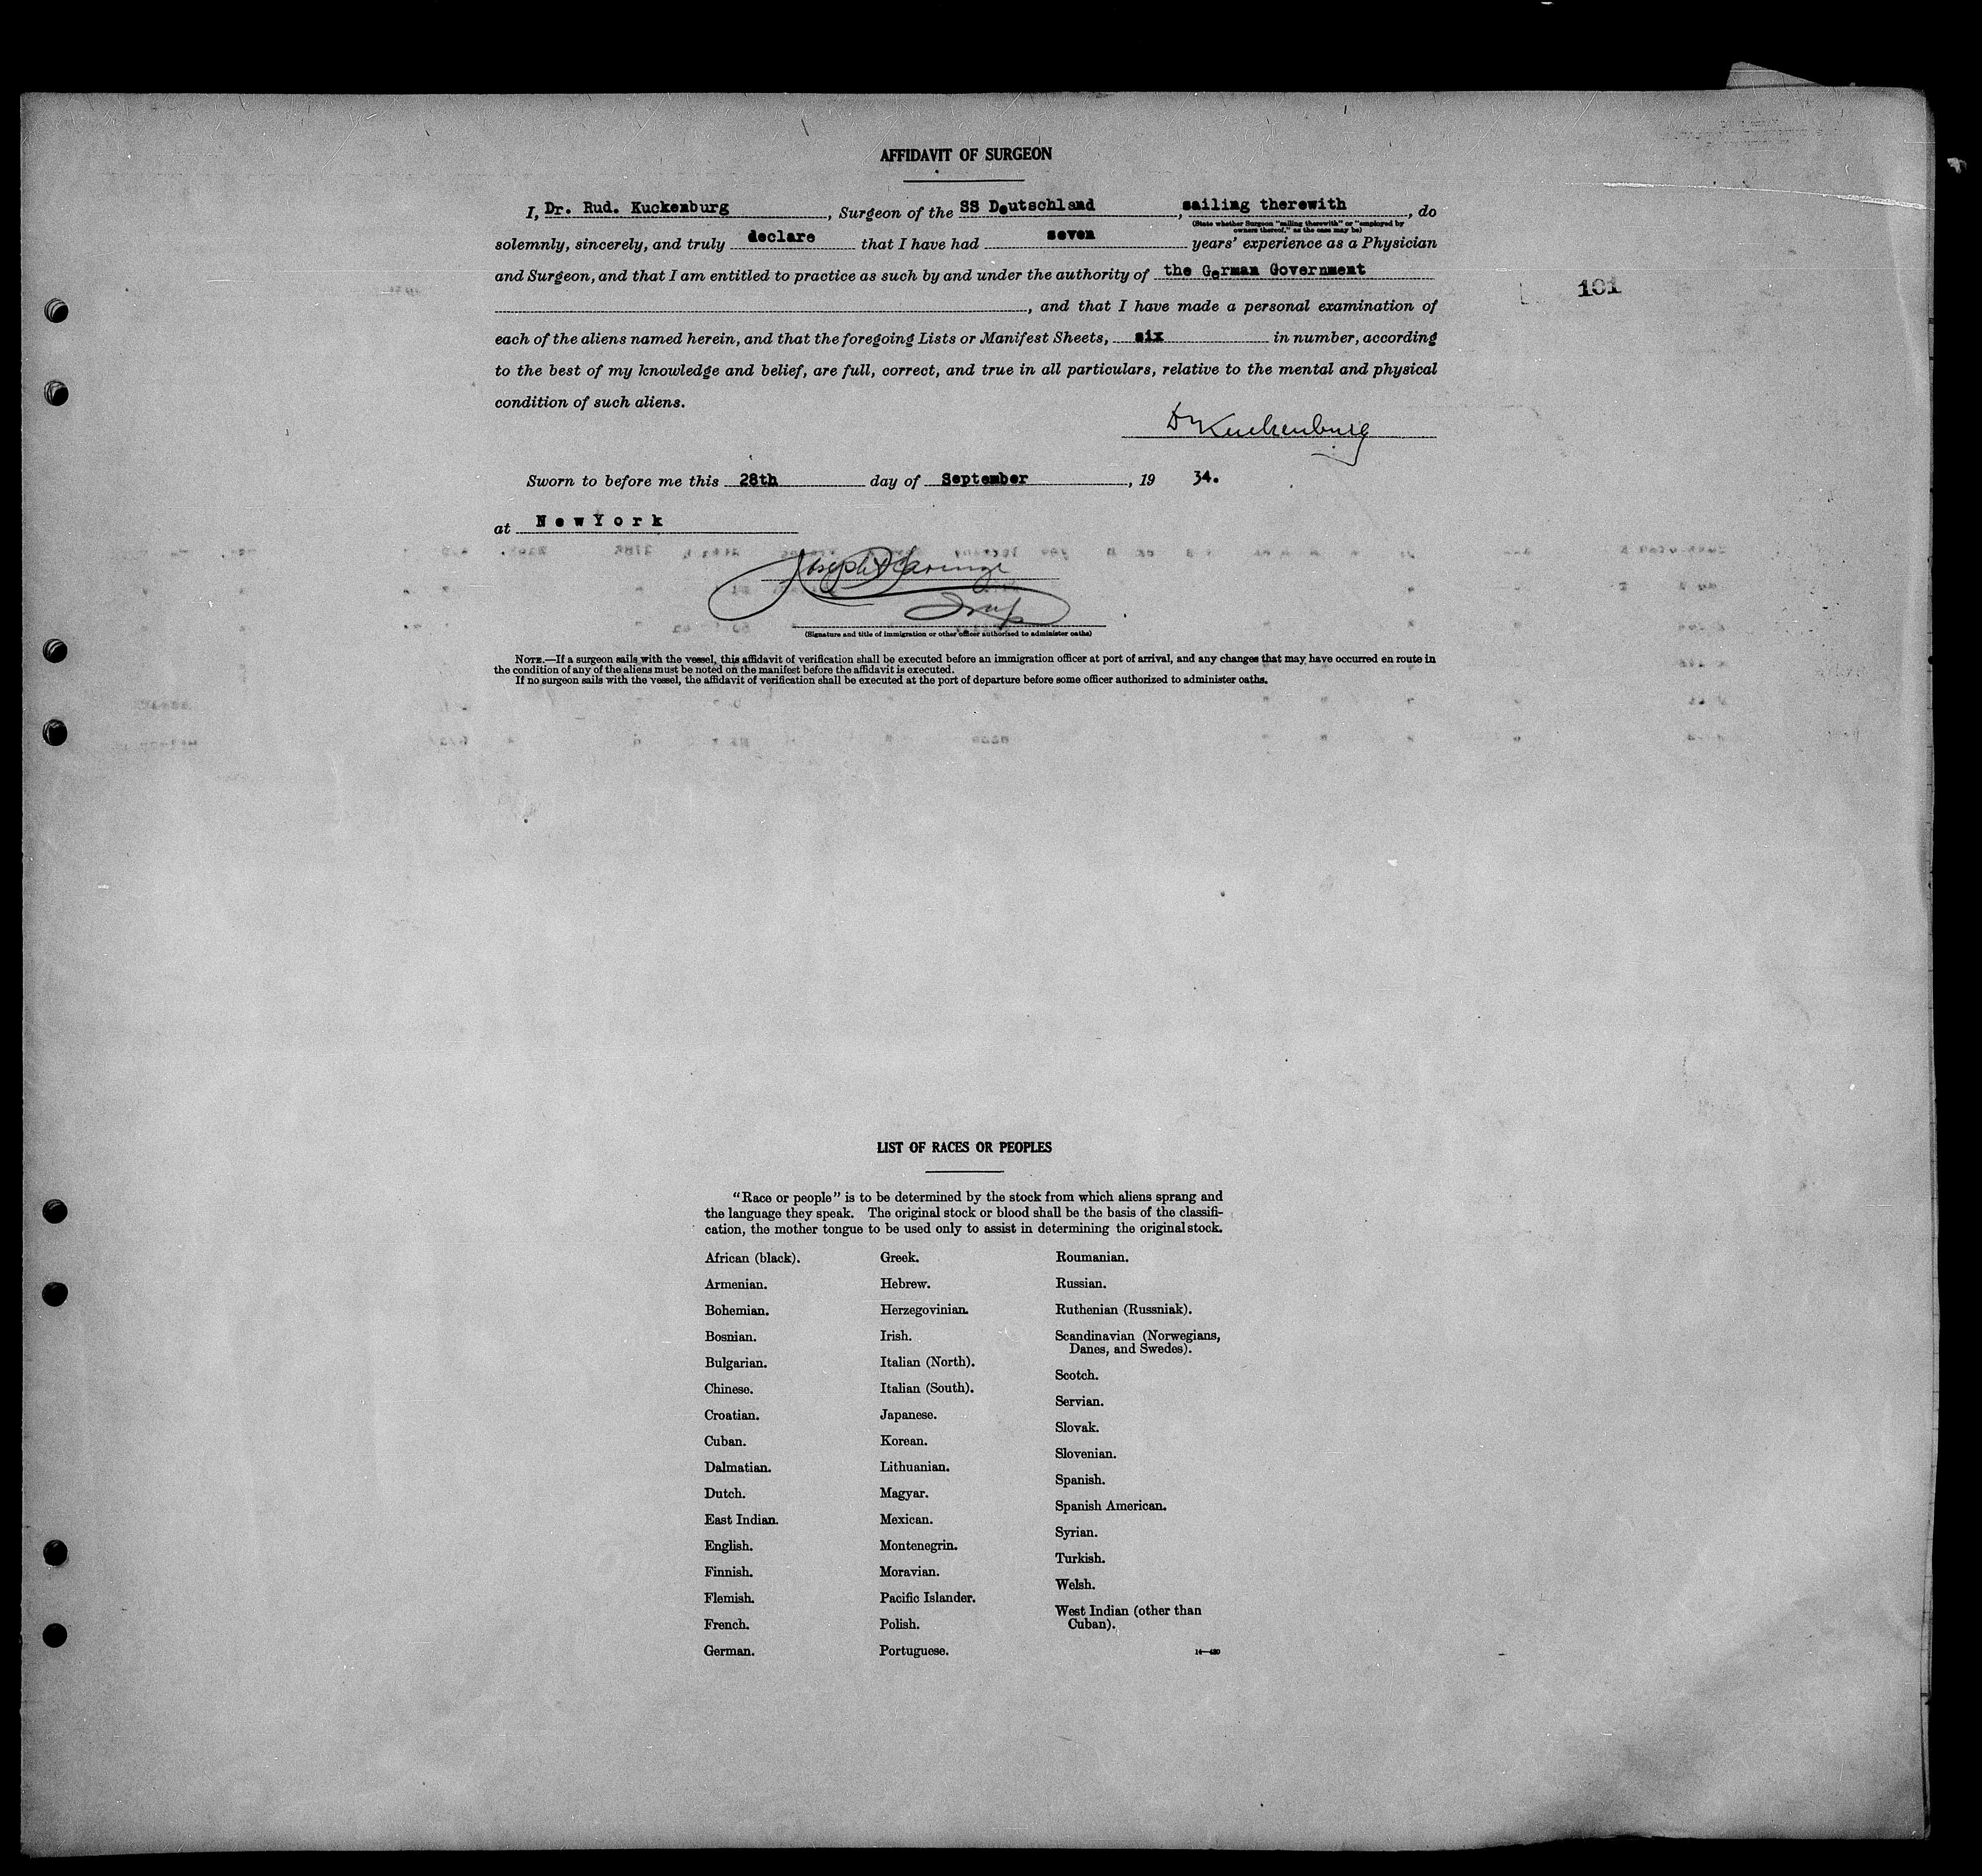 AFFIDAVIT OF SURGEON
I, Dr. Rud. Kuckenburg, Surgeon of the SS Deutschland, sailing therewith, do
(State whether Surgeon "sailing therewith" or "employed by
owners thereof," as the case may be)
solemnly, sincerely, and truly declare that I have had seven years' experience as a Physician
and Surgeon, and that I am entitled to practice as such by and under the authority of the German Government
101
, and that I have made a personal examination of
each of the aliens named herein, and that the foregoing Lists or Manifest Sheets, six in number, according
to the best of my knowledge and belief, are full, correct, and true in all particulars, relative to the mental and physical
condition of such aliens.
Dr Kuckenburg
Sworn to before me this 28th day of September, 19 34.
at NewYork
Joseph
Insp
(Signature and title of immigration or other officer authorized to administer oaths)
NOTE.—If a surgeon sails with the vessel, this affidavit of verification shall be executed before an immigration officer at port of arrival, and any changes that may have occurred en route in
the condition of any of the aliens must be noted on the manifest before the affidavit is executed.
If no surgeon sails with the vessel, the affidavit of verification shall be executed at the port of departure before some officer authorized to administer oaths.
LIST OF RACES OR PEOPLES
"Race or people" is to be determined by the stock from which aliens sprang and
the language they speak. The original stock or blood shall be the basis of the classifi-
cation, the mother tongue to be used only to assist in determining the original stock.
African (black).
Armenian.
Bohemian.
Bosnian.
Bulgarian.
Chinese.
Croatian.
Cuban.
Dalmatian.
Dutch.
East Indian.
English.
Finnish.
Flemish.
French.
German.
Greek.
Hebrew.
Herzegovinian.
Irish.
Italian (North).
Italian (South).
Japanese.
Korean.
Lithuanian.
Magyar.
Mexican.
Montenegrin.
Moravian.
Pacific Islander.
Polish.
Portuguese.
Roumanian.
Russian.
Ruthenian (Russniak).
Scandinavian (Norwegians,
Danes, and Swedes).
Scotch.
Servian.
Slovak.
Slovenian.
Spanish.
Spanish American.
Syrian.
Turkish.
Welsh.
West Indian (other than
Cuban).